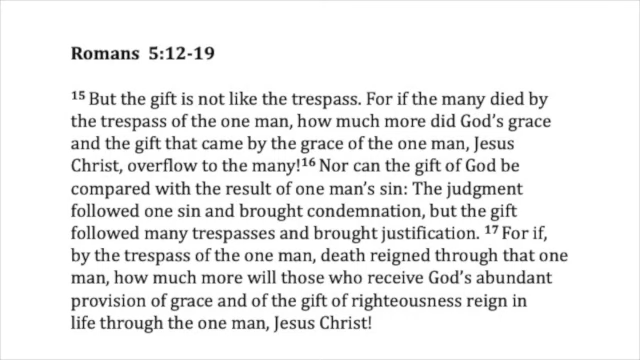 Romans  5:12-19
15 But the gift is not like the trespass. For if the many died by
the trespass of the one man, how much more did God’s grace
and the gift that came by the grace of the one man, Jesus
Christ, overflow to the many!16 Nor can the gift of God be
compared with the result of one man’s sin: The judgment
followed one sin and brought condemnation, but the gift
followed many trespasses and brought justification. 17 For if,
by the trespass of the one man, death reigned through that one
man, how much more will those who receive God’s abundant
provision of grace and of the gift of righteousness reign in
life through the one man, Jesus Christ!